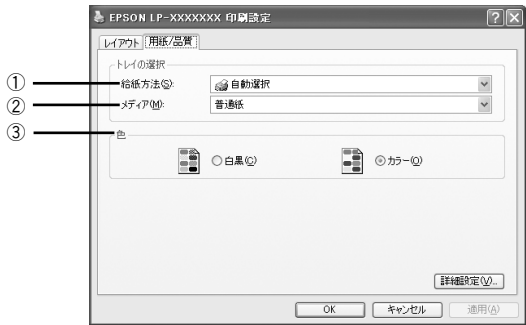 EPSON LP-XXXXXXX 印刷設定
レイアウト 用紙/品質
トレイの選択
① 給紙方法(S): 自動選択
② メディア(M): 普通紙
③ 色
白黒(C) カラー(O)
詳細設定(V)...
OK キャンセル 適用(A)